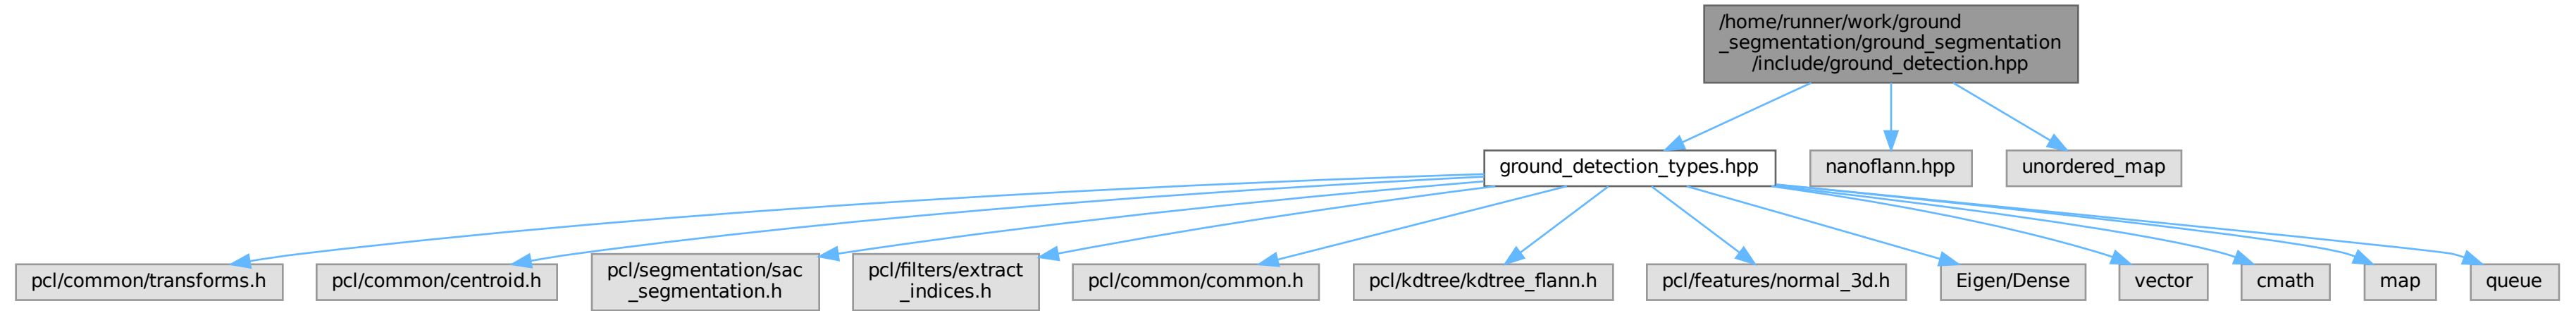 /home/runner/work/ground
_segmentation/ground_segmentation
/include/ground_detection.hpp
ground_detection_types.hpp
nanoflann.hpp
unordered_map
pcl/common/transforms.h
pcl/common/centroid.h
pcl/segmentation/sac
_segmentation.h
pcl/filters/extract
_indices.h
pcl/common/common.h
pcl/kdtree/kdtree_flann.h
pcl/features/normal_3d.h
Eigen/Dense
vector
cmath
map
queue